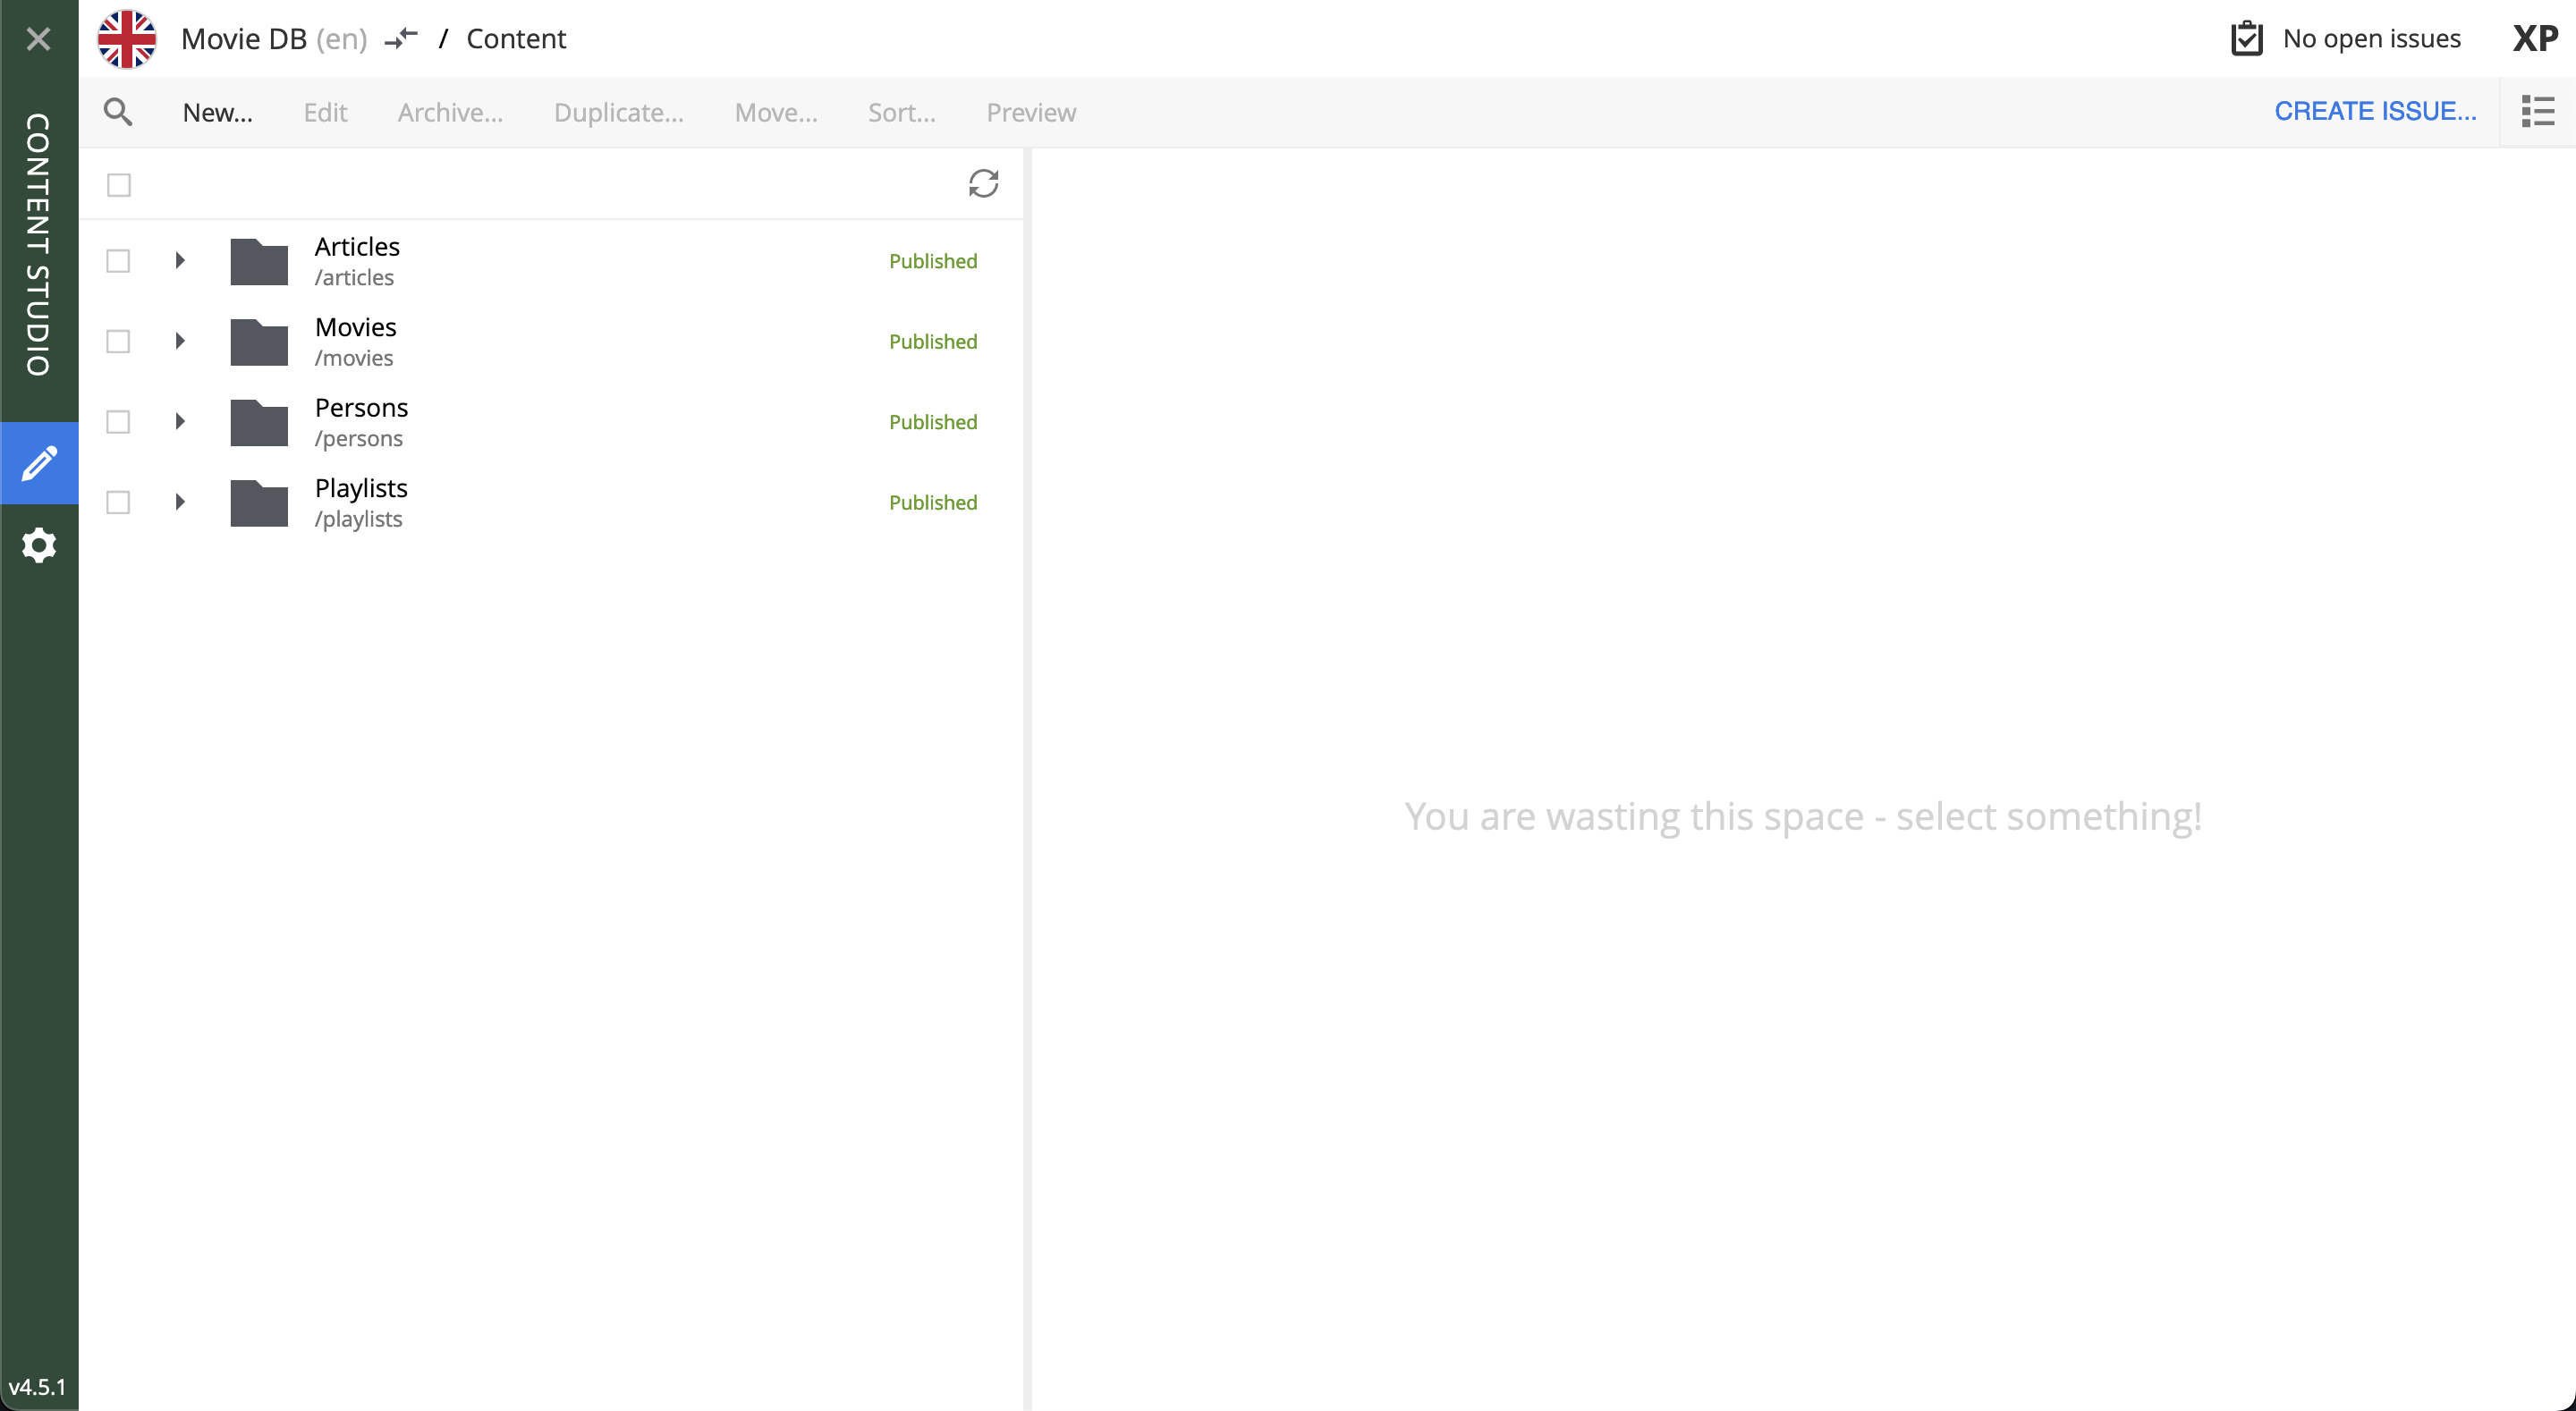 Movie DB (en) / Content
No open issues
XP
New... Edit Archive... Duplicate... Move... Sort... Preview
CREATE ISSUE...
CONTENT STUDIO
Articles
/articles
Published
Movies
/movies
Published
Persons
/persons
Published
Playlists
/playlists
Published
You are wasting this space - select something!
v4.5.1